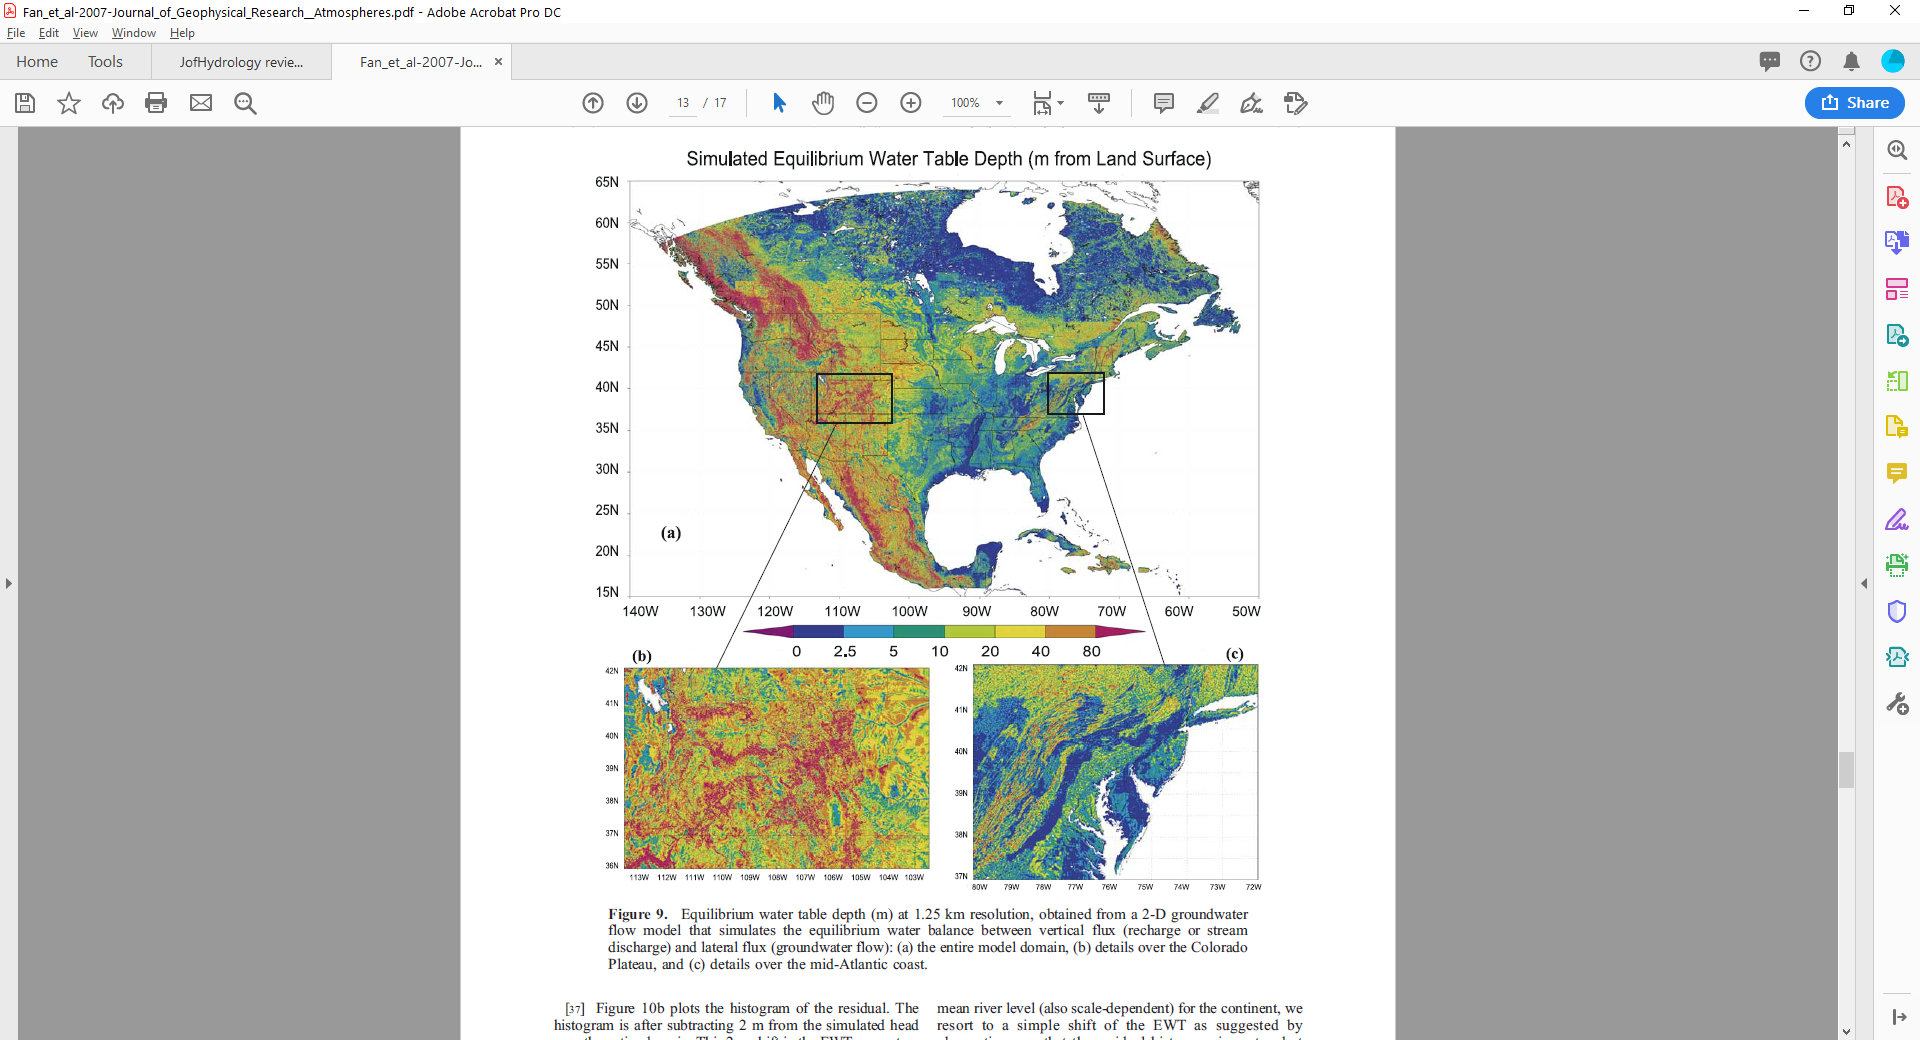 Fan_et_al-2007-Journal_of_Geophysical_Research__Atmospheres.pdf - Adobe Acrobat Pro DC
File Edit View Window Help
Home Tools JofHydrology revie... Fan_et_al-2007-Jo... ×
13 / 17 100% Share
Simulated Equilibrium Water Table Depth (m from Land Surface)
65N
60N
55N
50N
45N
40N
35N
30N
25N
(a)
20N
15N
140W 130W 120W 110W 100W 90W 80W 70W 60W 50W
0 2.5 5 10 20 40 80
(b)
42N
41N
40N
39N
38N
37N
36N
113W 112W 111W 110W 109W 108W 107W 106W 105W 104W 103W
(c)
42N
41N
40N
39N
38N
37N
80W 79W 78W 77W 76W 75W 74W 73W 72W
Figure 9. Equilibrium water table depth (m) at 1.25 km resolution, obtained from a 2-D groundwater
flow model that simulates the equilibrium water balance between vertical flux (recharge or stream
discharge) and lateral flux (groundwater flow): (a) the entire model domain, (b) details over the Colorado
Plateau, and (c) details over the mid-Atlantic coast.
[37] Figure 10b plots the histogram of the residual. The
histogram is after subtracting 2 m from the simulated head
mean river level (also scale-dependent) for the continent, we
resort to a simple shift of the EWT as suggested by